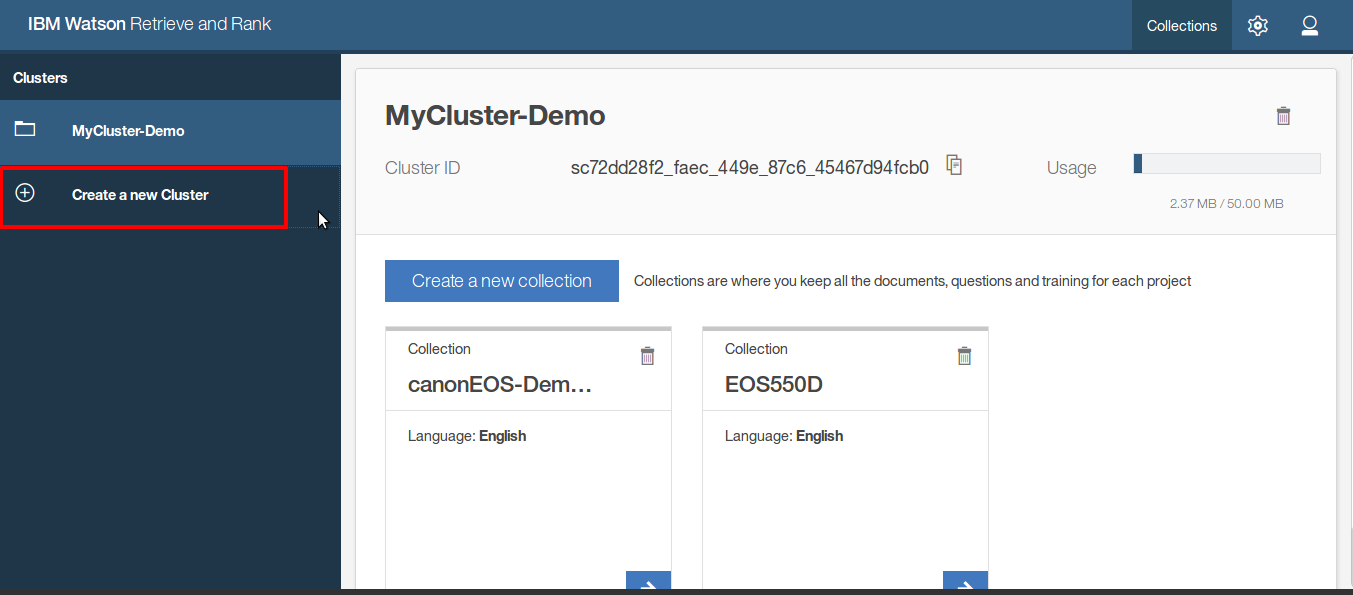 IBM Watson Retrieve and Rank
Collections
Clusters
MyCluster-Demo
Create a new Cluster
MyCluster-Demo
Cluster ID
sc72dd28f2_faec_449e_87c6_45467d94fcb0
Usage
2.37 MB / 50.00 MB
Create a new collection
Collections are where you keep all the documents, questions and training for each project
Collection
canonEOS-Dem...
Language: English
Collection
EOS550D
Language: English